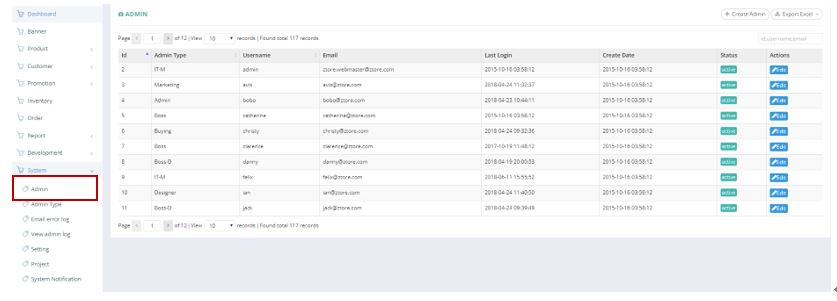 Dashboard
Banner
Product
Customer
Promotion
Inventory
Order
Report
Development
System
Admin
Admin Type
Email error log
View admin log
Setting
Project
System Notification
ADMIN
+ Create Admin
Export Excel
Page < 1 > of 12 | View 10 records | Found total 117 records
id,username,email
Id Admin Type Username Email Last Login Create Date Status Actions
2 IT-M admin ztore.webmaster@ztore.com 2015-10-16 03:58:12 2015-10-16 03:58:12 active Edit
3 Marketing avis avis@ztore.com 2018-04-24 11:32:37 2015-10-16 03:58:12 active Edit
4 Admin bobo bobo@ztore.com 2018-04-23 10:44:11 2015-10-16 03:58:12 active Edit
5 Boss catherine catherine@ztore.com 2015-10-16 03:58:12 2015-10-16 03:58:12 active Edit
6 Buying christy christy@ztore.com 2018-04-24 09:32:36 2015-10-16 03:58:12 active Edit
7 Boss clarence clarence@ztore.com 2017-10-19 11:48:12 2015-10-16 03:58:12 active Edit
8 Boss-D danny danny@ztore.com 2018-04-19 20:00:53 2015-10-16 03:58:12 active Edit
9 IT-M felix felix@ztore.com 2018-06-11 15:55:52 2015-10-16 03:58:12 active Edit
10 Designer ian ian@ztore.com 2018-04-24 11:40:50 2015-10-16 03:58:12 active Edit
11 Boss-D jack jack@ztore.com 2018-04-24 09:39:49 2015-10-16 03:58:12 active Edit
Page < 1 > of 12 | View 10 records | Found total 117 records